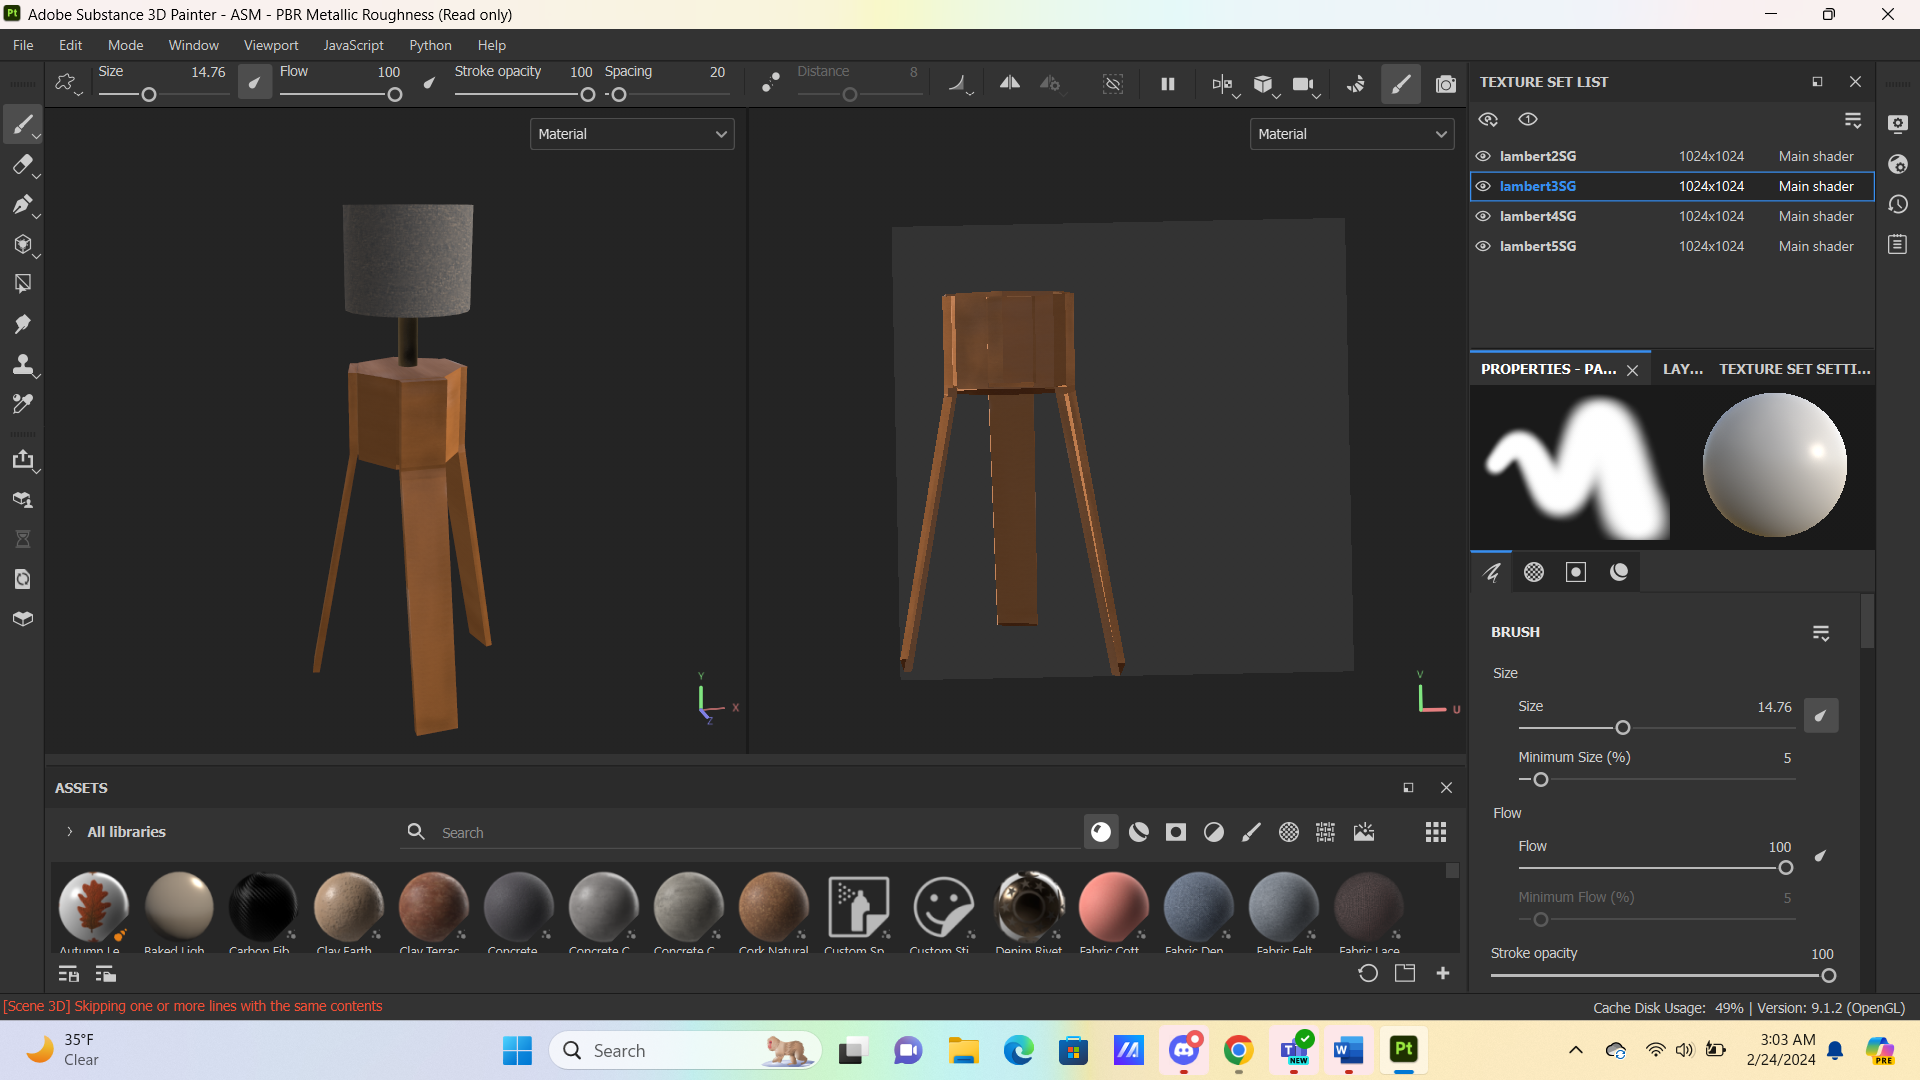 Pt Adobe Substance 3D Painter - ASM - PBR Metallic Roughness (Read only)
File Edit Mode Window Viewport JavaScript Python Help
Size 14.76 Flow 100 Stroke opacity 100 Spacing 20 Distance 8
TEXTURE SET LIST
Material
Material
1
lambert2SG 1024x1024 Main shader
lambert3SG 1024x1024 Main shader
lambert4SG 1024x1024 Main shader
lambert5SG 1024x1024 Main shader
PROPERTIES - PA... LAY... TEXTURE SET SETTI...
BRUSH
Size
Size 14.76
Minimum Size (%) 5
Flow
Flow 100
Minimum Flow (%) 5
Stroke opacity 100
Y
X
Z
V
U
ASSETS
All libraries
Search
Autumn Le... Baked Ligh... Carbon Fib... Clay Earth Clay Terrac... Concrete ... Concrete C... Concrete C... Cork Natural Custom Sp... Custom Sti... Denim Rivet Fabric Cott... Fabric Den... Fabric Felt Fabric Lace
[Scene 3D] Skipping one or more lines with the same contents
Cache Disk Usage: 49% | Version: 9.1.2 (OpenGL)
35°F
Clear
Search
NEW
W
Pt
3:03 AM
2/24/2024
PRE